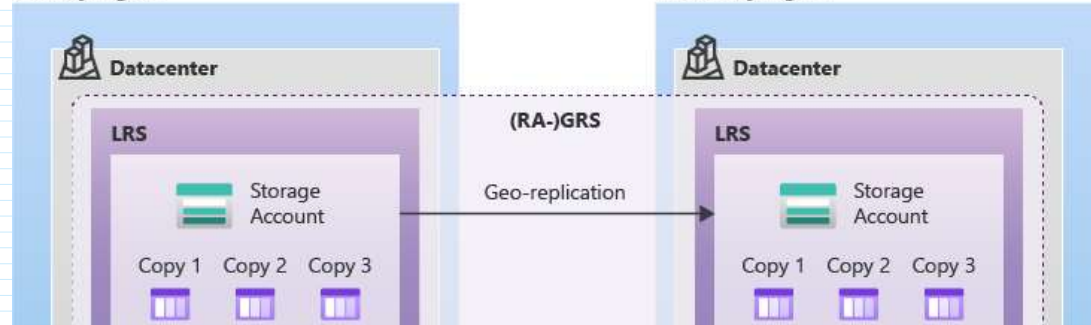 Datacenter
Datacenter
(RA-)GRS
LRS
LRS
Geo-replication
Storage
Account
Storage
Account
Copy 1 Copy 2 Copy 3
Copy 1 Copy 2 Copy 3